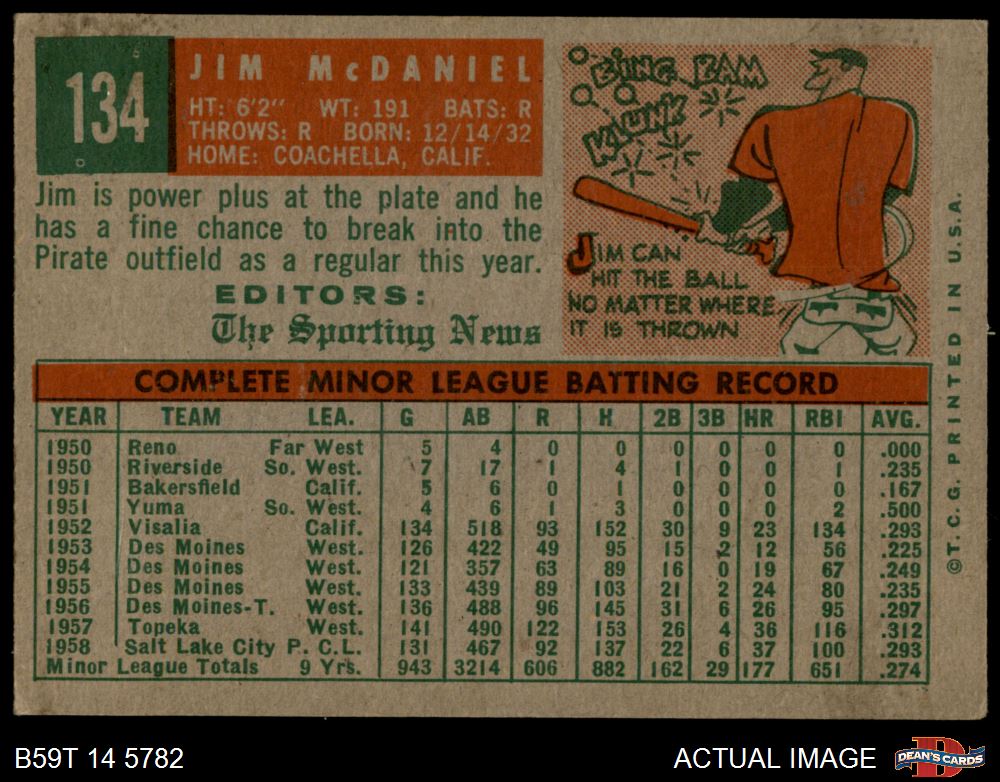 134
JIM McDANIEL
HT: 6'2" WT: 191 BATS: R
THROWS: R BORN: 12/14/32
HOME: COACHELLA, CALIF.
Jim is power plus at the plate and he
has a fine chance to break into the
Pirate outfield as a regular this year.
EDITORS:
The Sporting News
BING BAM
KLUNK
JIM CAN
HIT THE BALL
NO MATTER WHERE
IT IS THROWN
COMPLETE MINOR LEAGUE BATTING RECORD
YEAR TEAM LEA. G AB R H 2B 3B HR RBI AVG.
1950 Reno Far West 5 4 0 0 0 0 0 0 .000
1950 Riverside So. West. 7 17 1 4 1 0 0 1 .235
1951 Bakersfield Calif. 5 6 0 1 0 0 0 0 .167
1951 Yuma So. West. 4 6 1 3 0 0 0 2 .500
1952 Visalia Calif. 134 518 93 152 30 9 23 134 .293
1953 Des Moines West. 126 422 49 95 15 2 12 56 .225
1954 Des Moines West. 121 357 63 89 16 0 19 67 .249
1955 Des Moines West. 133 439 89 103 21 2 24 80 .235
1956 Des Moines-T. West. 136 488 96 145 31 6 26 95 .297
1957 Topeka West. 141 490 122 153 26 4 36 116 .312
1958 Salt Lake City P. C.L. 131 467 92 137 22 6 37 100 .293
Minor League Totals 9 Yrs. 943 3214 606 882 162 29 177 651 .274
©T. C. G. PRINTED IN U.S.A.
B59T 14 5782
ACTUAL IMAGE
D
DEAN'S CARDS